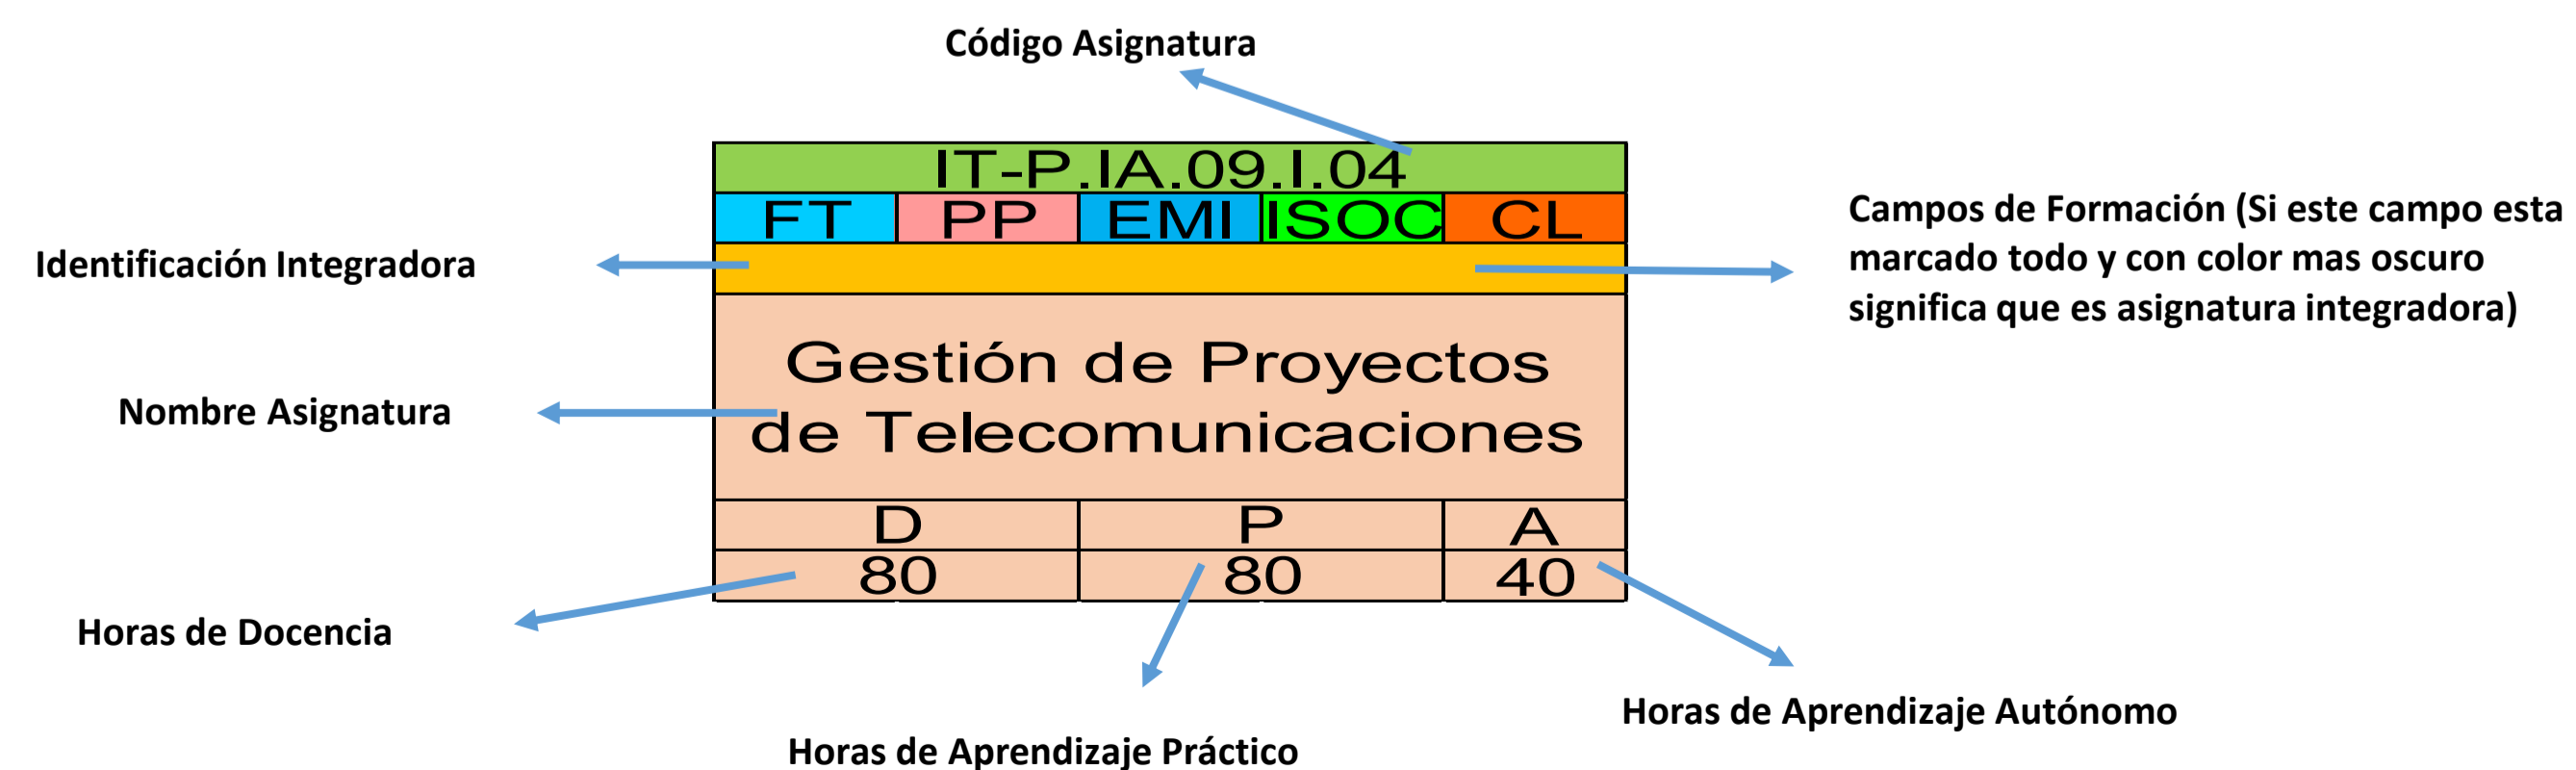 Código Asignatura
IT-P.IA.09.I.04
FT PP EMI ISOC CL
Identificación Integradora
Campos de Formación (Si este campo esta
marcado todo y con color mas oscuro
significa que es asignatura integradora)
Nombre Asignatura
Gestión de Proyectos
de Telecomunicaciones
D P A
80 80 40
Horas de Docencia
Horas de Aprendizaje Autónomo
Horas de Aprendizaje Práctico